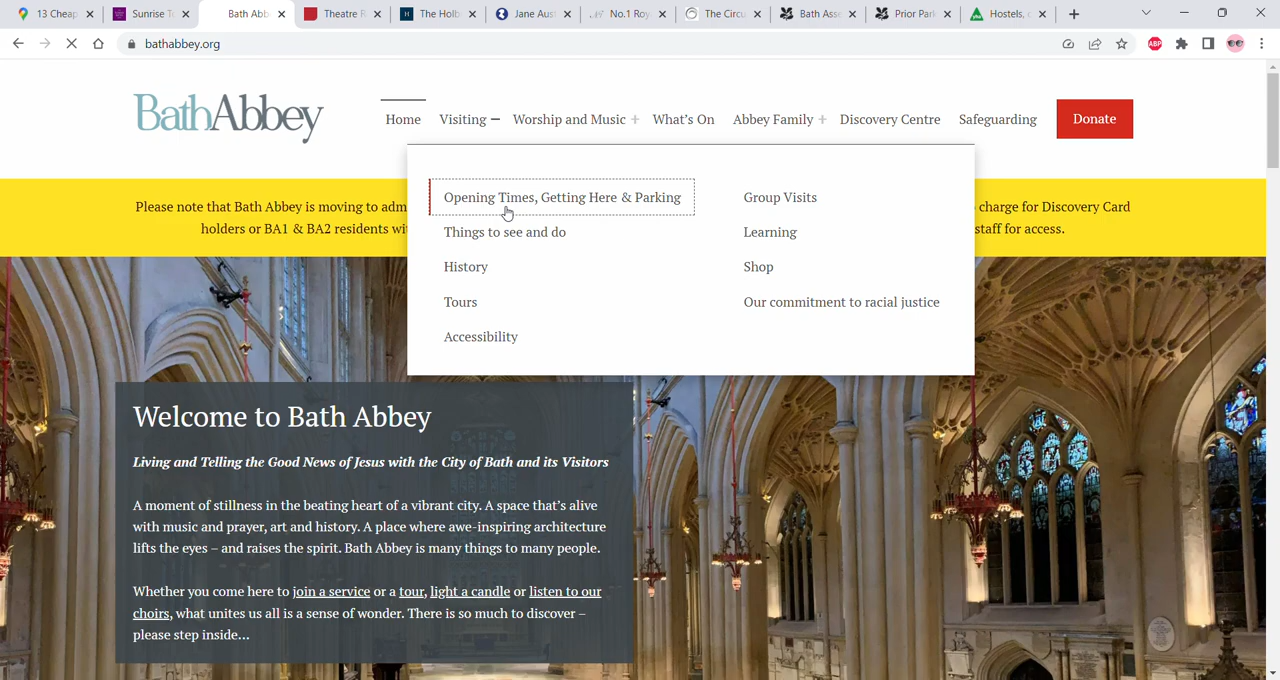 13 Cheap
Sunrise Te
Bath Abb
Theatre R
The Holb
Jane Aus
No.1 Roy
The Circu
Bath Asse
Prior Park
Hostels, c
bathabbey.org
ABP
BathAbbey
Home
Visiting
Worship and Music
What's On
Abbey Family
Discovery Centre
Safeguarding
Donate
Opening Times, Getting Here & Parking
Things to see and do
History
Tours
Accessibility
Group Visits
Learning
Shop
Our commitment to racial justice
Please note that Bath Abbey is moving to adm
charge for Discovery Card
holders or BA1 & BA2 residents wi
staff for access.
Welcome to Bath Abbey
Living and Telling the Good News of Jesus with the City of Bath and its Visitors
A moment of stillness in the beating heart of a vibrant city. A space that's alive
with music and prayer, art and history. A place where awe-inspiring architecture
lifts the eyes – and raises the spirit. Bath Abbey is many things to many people.
Whether you come here to join a service or a tour, light a candle or listen to our
choirs, what unites us all is a sense of wonder. There is so much to discover –
please step inside...